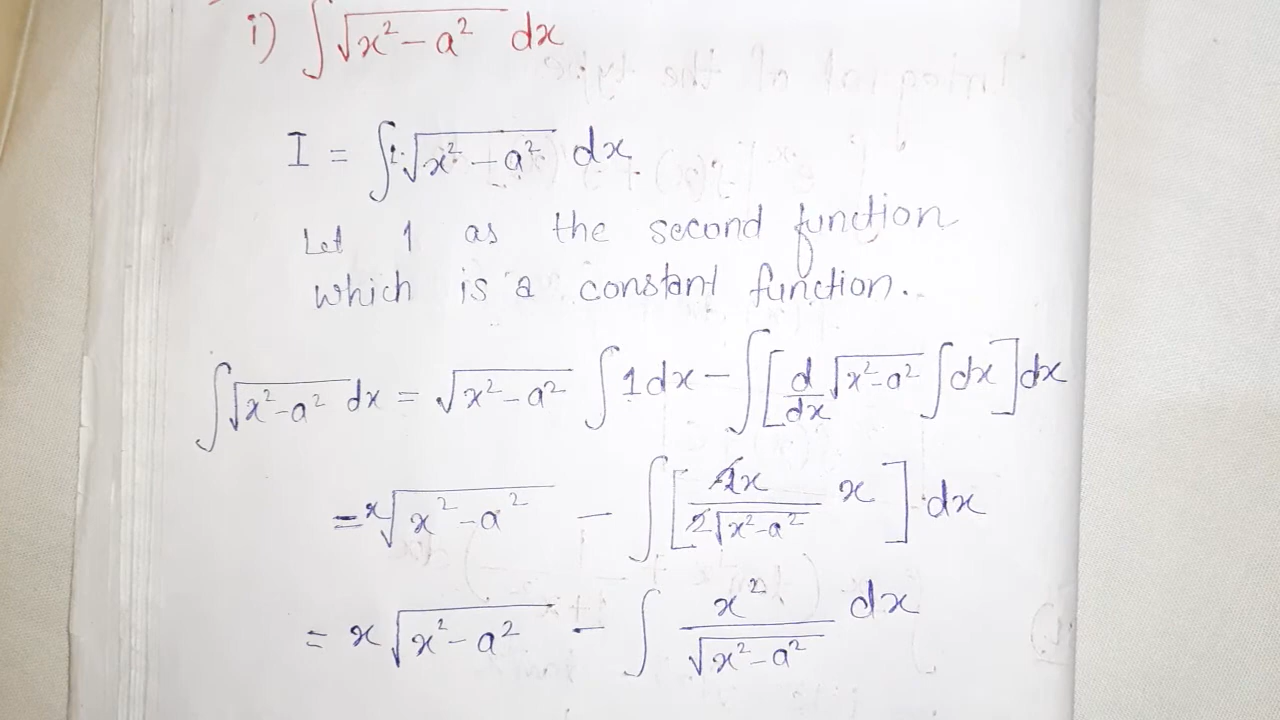 i) ∫√(x² − a²) dx
I = ∫1·√(x² − a²) dx
Let 1 as the second function
which is a constant function.
∫√(x² − a²) dx = √(x² − a²) ∫1 dx − ∫[d/dx √(x² − a²) ∫dx] dx
= x√(x² − a²) − ∫[2x/(2√(x² − a²)) x] · dx
= x√(x² − a²) − ∫ x²/√(x² − a²) dx